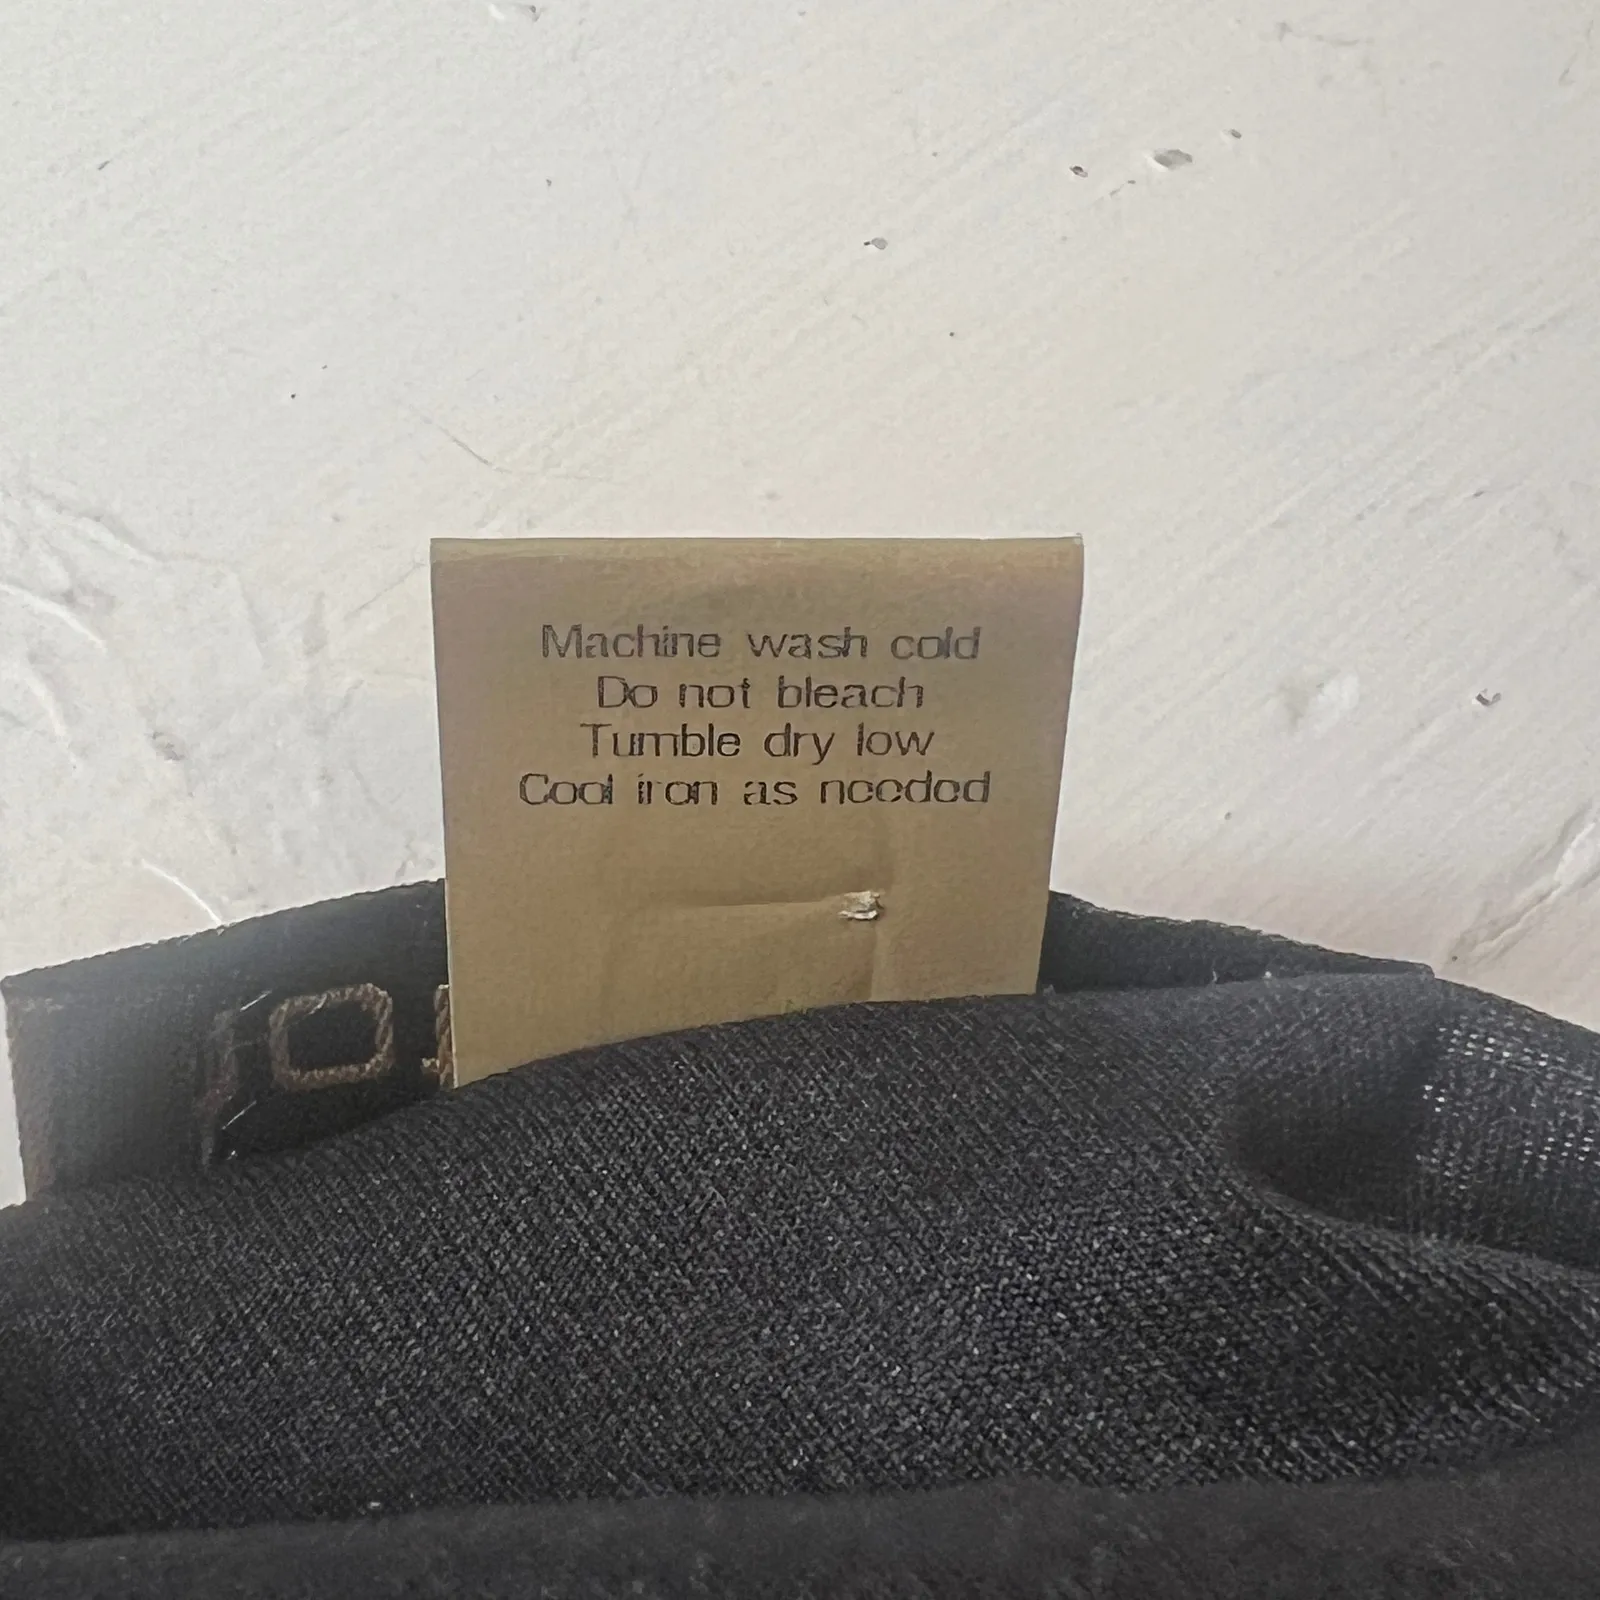 Machine wash cold
Do not bleach
Tumble dry low
Cool iron as needed